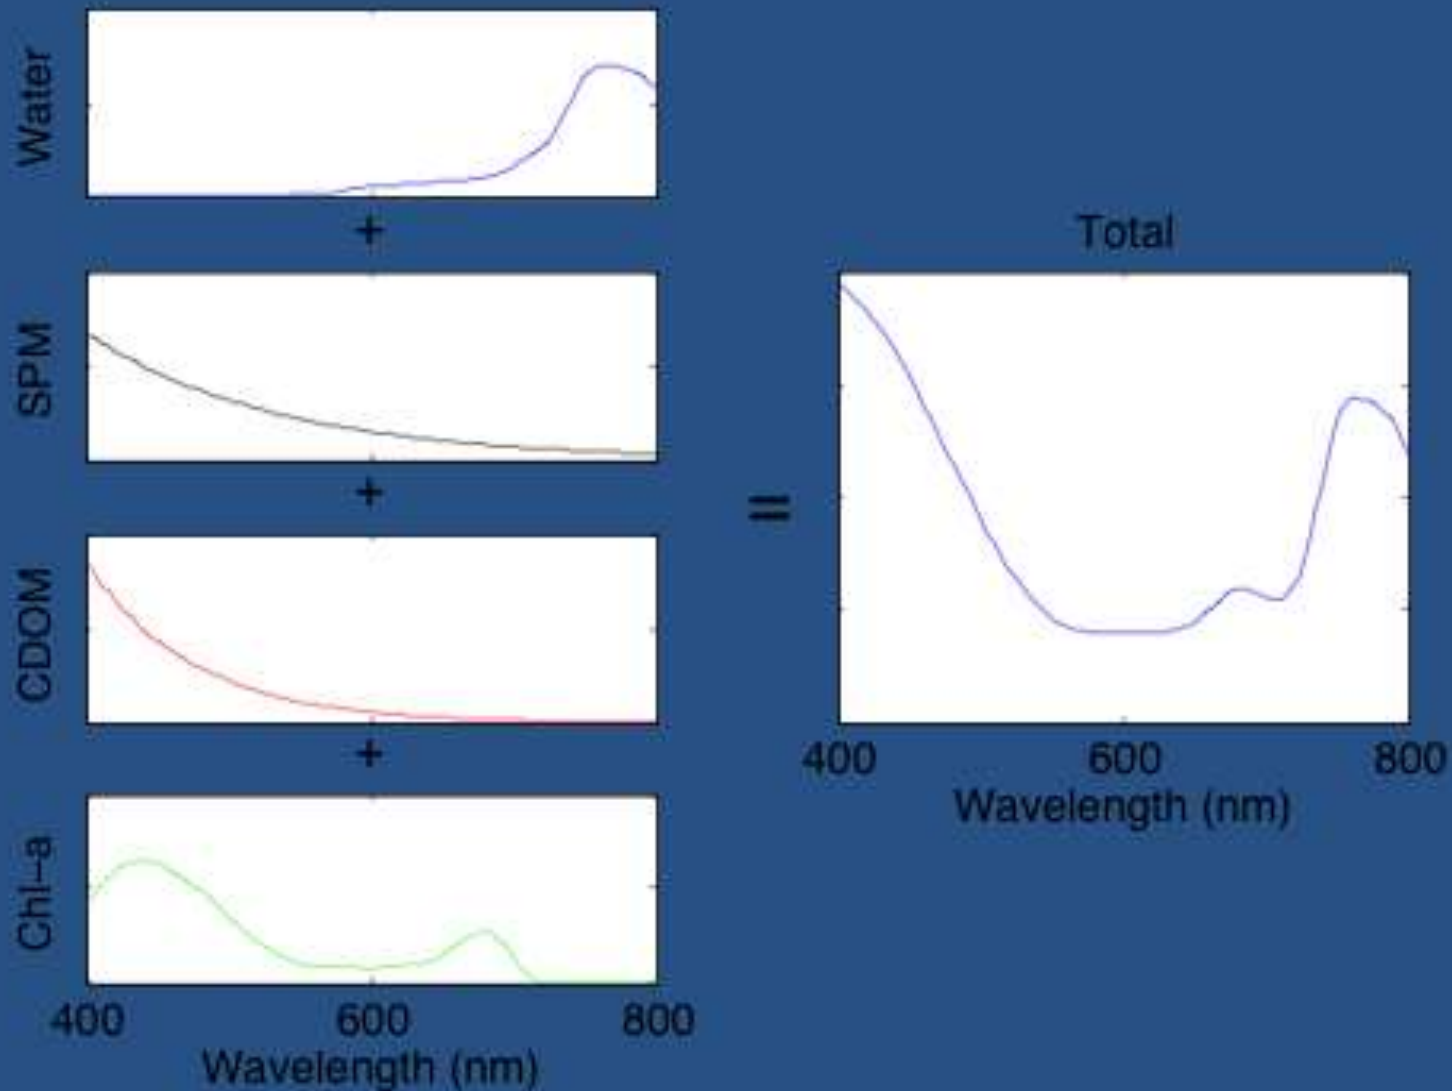 Water
+
SPM
+
CDOM
+
Chl-a
400 600 800
Wavelength (nm)
=
Total
400 600 800
Wavelength (nm)